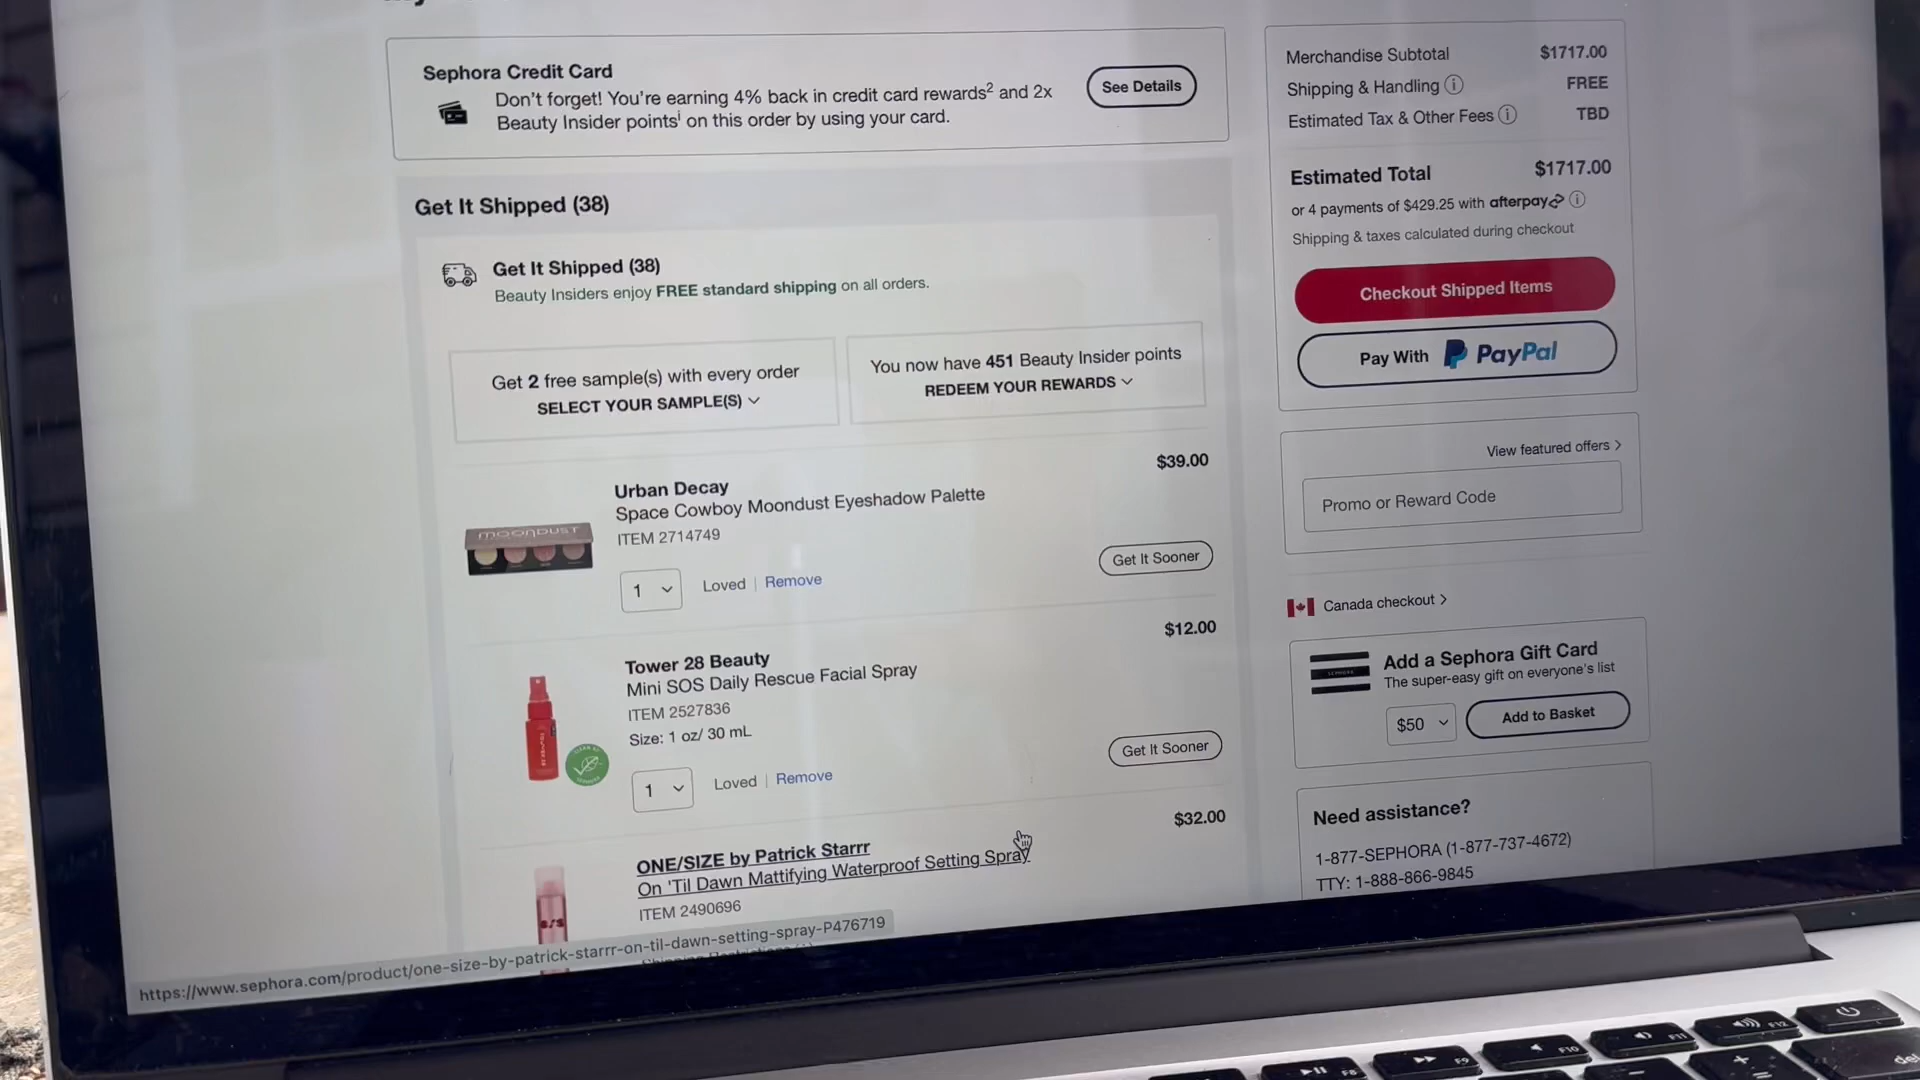 Sephora Credit Card
Don't forget! You're earning 4% back in credit card rewards² and 2x
Beauty Insider pointsⁱ on this order by using your card.
See Details
Get It Shipped (38)
Get It Shipped (38)
Beauty Insiders enjoy FREE standard shipping on all orders.
Get 2 free sample(s) with every order
SELECT YOUR SAMPLE(S)
You now have 451 Beauty Insider points
REDEEM YOUR REWARDS
$39.00
Urban Decay
Space Cowboy Moondust Eyeshadow Palette
ITEM 2714749
MOONDUST
1
Loved | Remove
Get It Sooner
$12.00
Tower 28 Beauty
Mini SOS Daily Rescue Facial Spray
ITEM 2527836
Size: 1 oz/ 30 mL
1
Loved | Remove
Get It Sooner
$32.00
ONE/SIZE by Patrick Starrr
On 'Til Dawn Mattifying Waterproof Setting Spray
ITEM 2490696
https://www.sephora.com/product/one-size-by-patrick-starrr-on-til-dawn-setting-spray-P476719
Merchandise Subtotal $1717.00
Shipping & Handling FREE
Estimated Tax & Other Fees TBD
Estimated Total $1717.00
or 4 payments of $429.25 with afterpay
Shipping & taxes calculated during checkout
Checkout Shipped Items
Pay With PayPal
View featured offers >
Promo or Reward Code
Canada checkout >
Add a Sephora Gift Card
The super-easy gift on everyone's list
$50
Add to Basket
Need assistance?
1-877-SEPHORA (1-877-737-4672)
TTY: 1-888-866-9845
F8
F9
F10
F11
F12